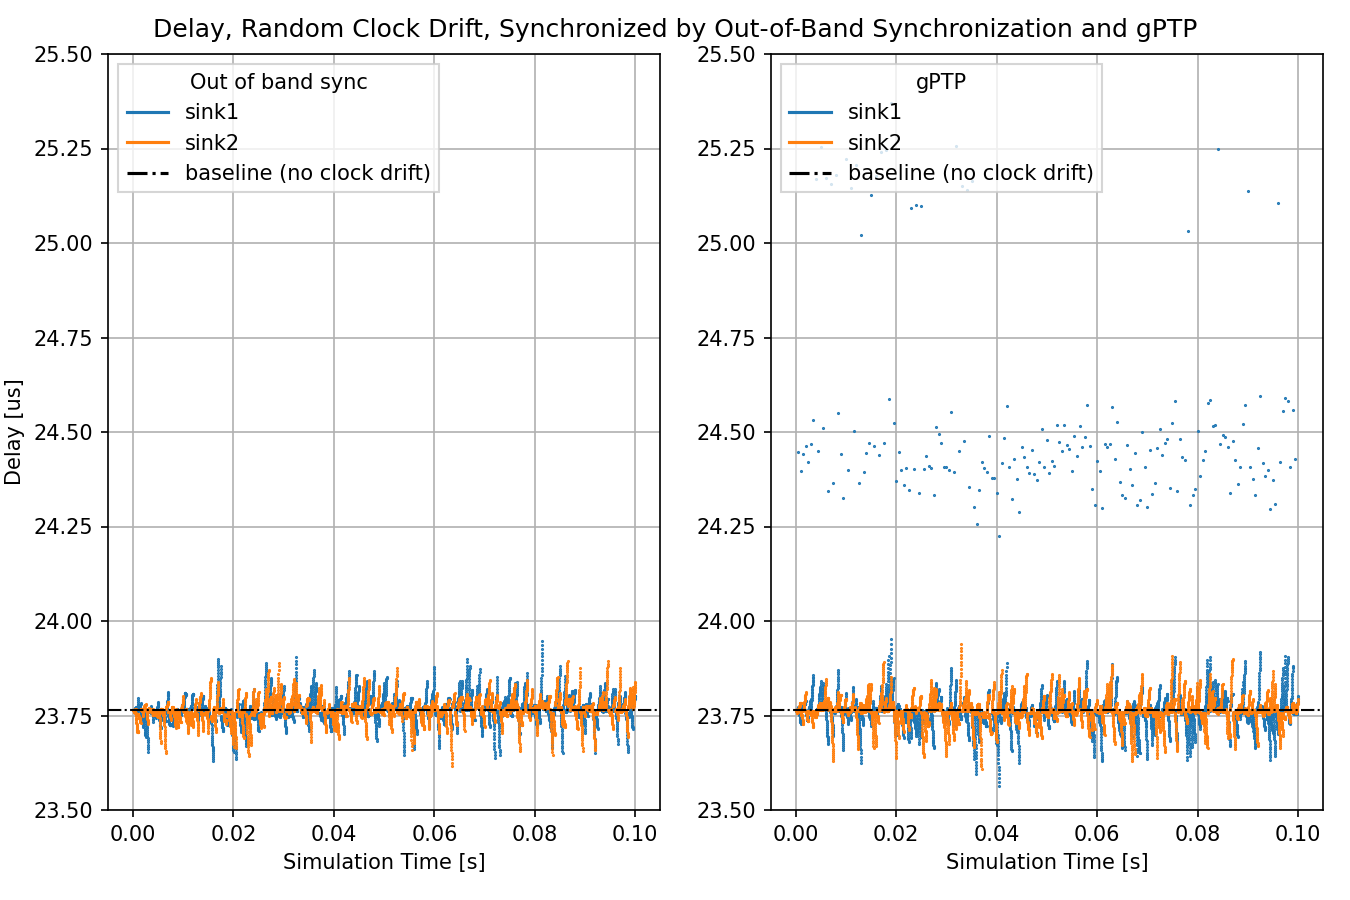 Delay, Random Clock Drift, Synchronized by Out-of-Band Synchronization and gPTP
Delay [us]
25.50
25.25
25.00
24.75
24.50
24.25
24.00
23.75
23.50
Out of band sync
sink1
sink2
baseline (no clock drift)
0.00 0.02 0.04 0.06 0.08 0.10
Simulation Time [s]
25.50
25.25
25.00
24.75
24.50
24.25
24.00
23.75
23.50
gPTP
sink1
sink2
baseline (no clock drift)
0.00 0.02 0.04 0.06 0.08 0.10
Simulation Time [s]